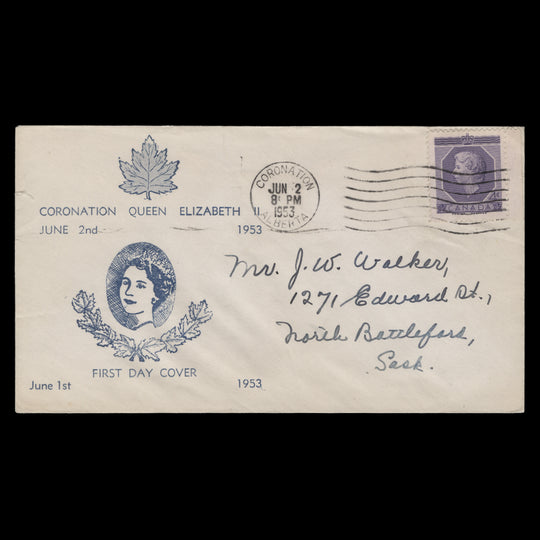 CORONATION QUEEN ELIZABETH II
JUNE 2nd 1953
FIRST DAY COVER
June 1st 1953
CORONATION
JUN 2
8 PM
1953
ALBERTA
CANADA
Mr. J. W. Walker,
1271 Edward St.,
North Battleford,
Sask.